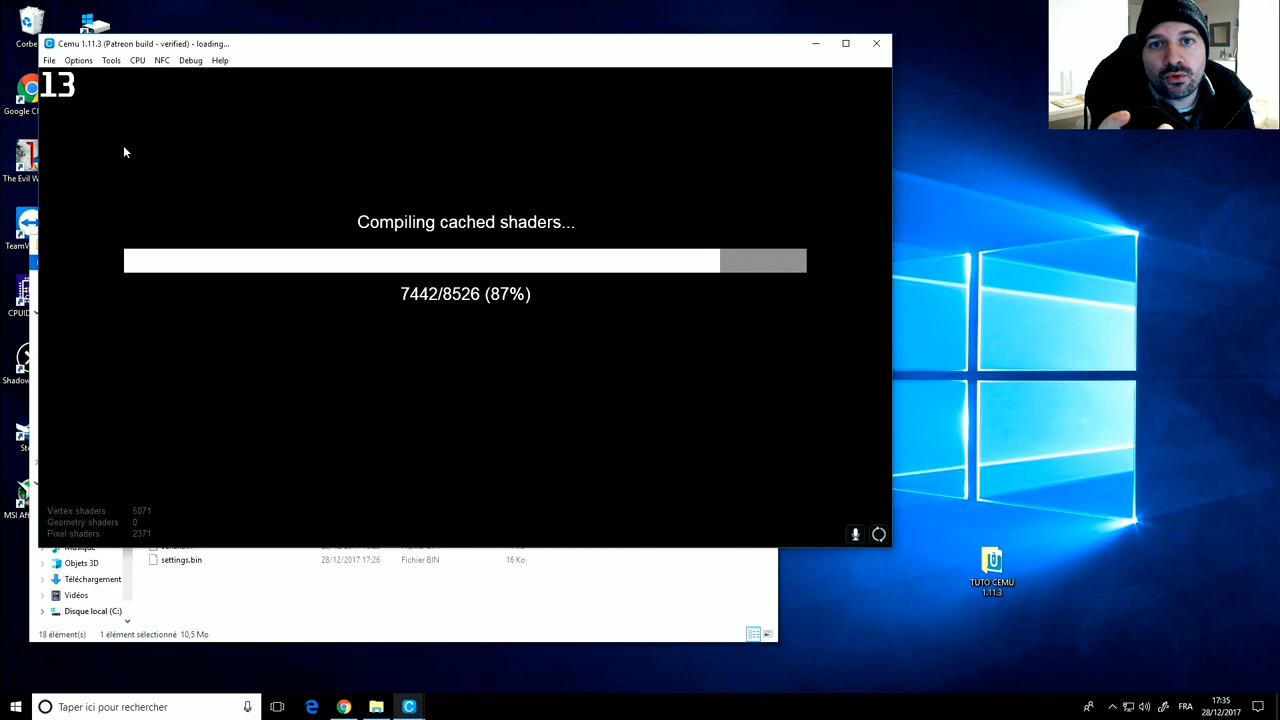 Corbe
Cemu 1.11.3 (Patreon build - verified) - loading...
File Options Tools CPU NFC Debug Help
13
Google C
Compiling cached shaders...
7442/8526 (87%)
The Evil W
TeamV
CPUID
Shadow
Ste
MSI Af
Vertex shaders 5071
Geometry shaders 0
Pixel shaders 2371
Musique
settings.bin 28/12/2017 17:26 Fichier BIN 16 Ko
Objets 3D
Téléchargement
Vidéos
Disque local (C:)
18 élément(s) 1 élément sélectionné 10,5 Mo
TUTO CEMU
1.11.3
Taper ici pour rechercher
FRA
17:35
28/12/2017